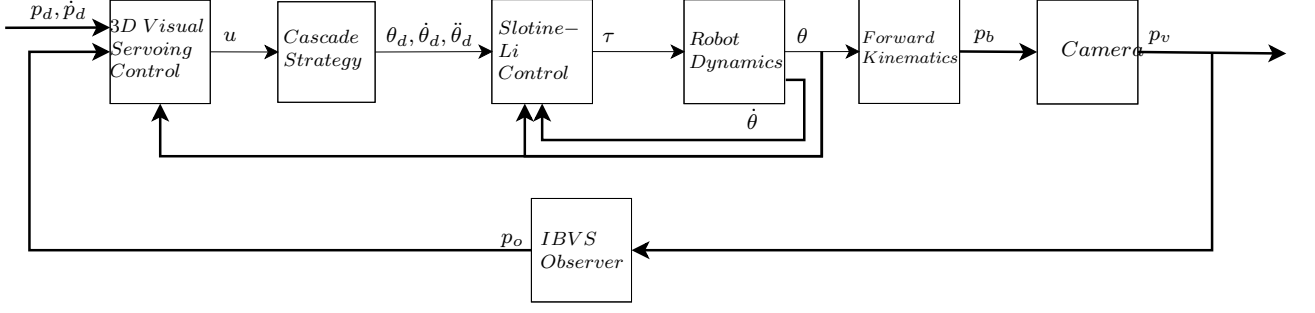 p_d, ṗ_d
3D Visual
Servoing
Control
u
Cascade
Strategy
θ_d, θ̇_d, θ̈_d
Slotine−
Li
Control
τ
Robot
Dynamics
θ
θ̇
Forward
Kinematics
p_b
Camera
p_v
p_o
IBVS
Observer